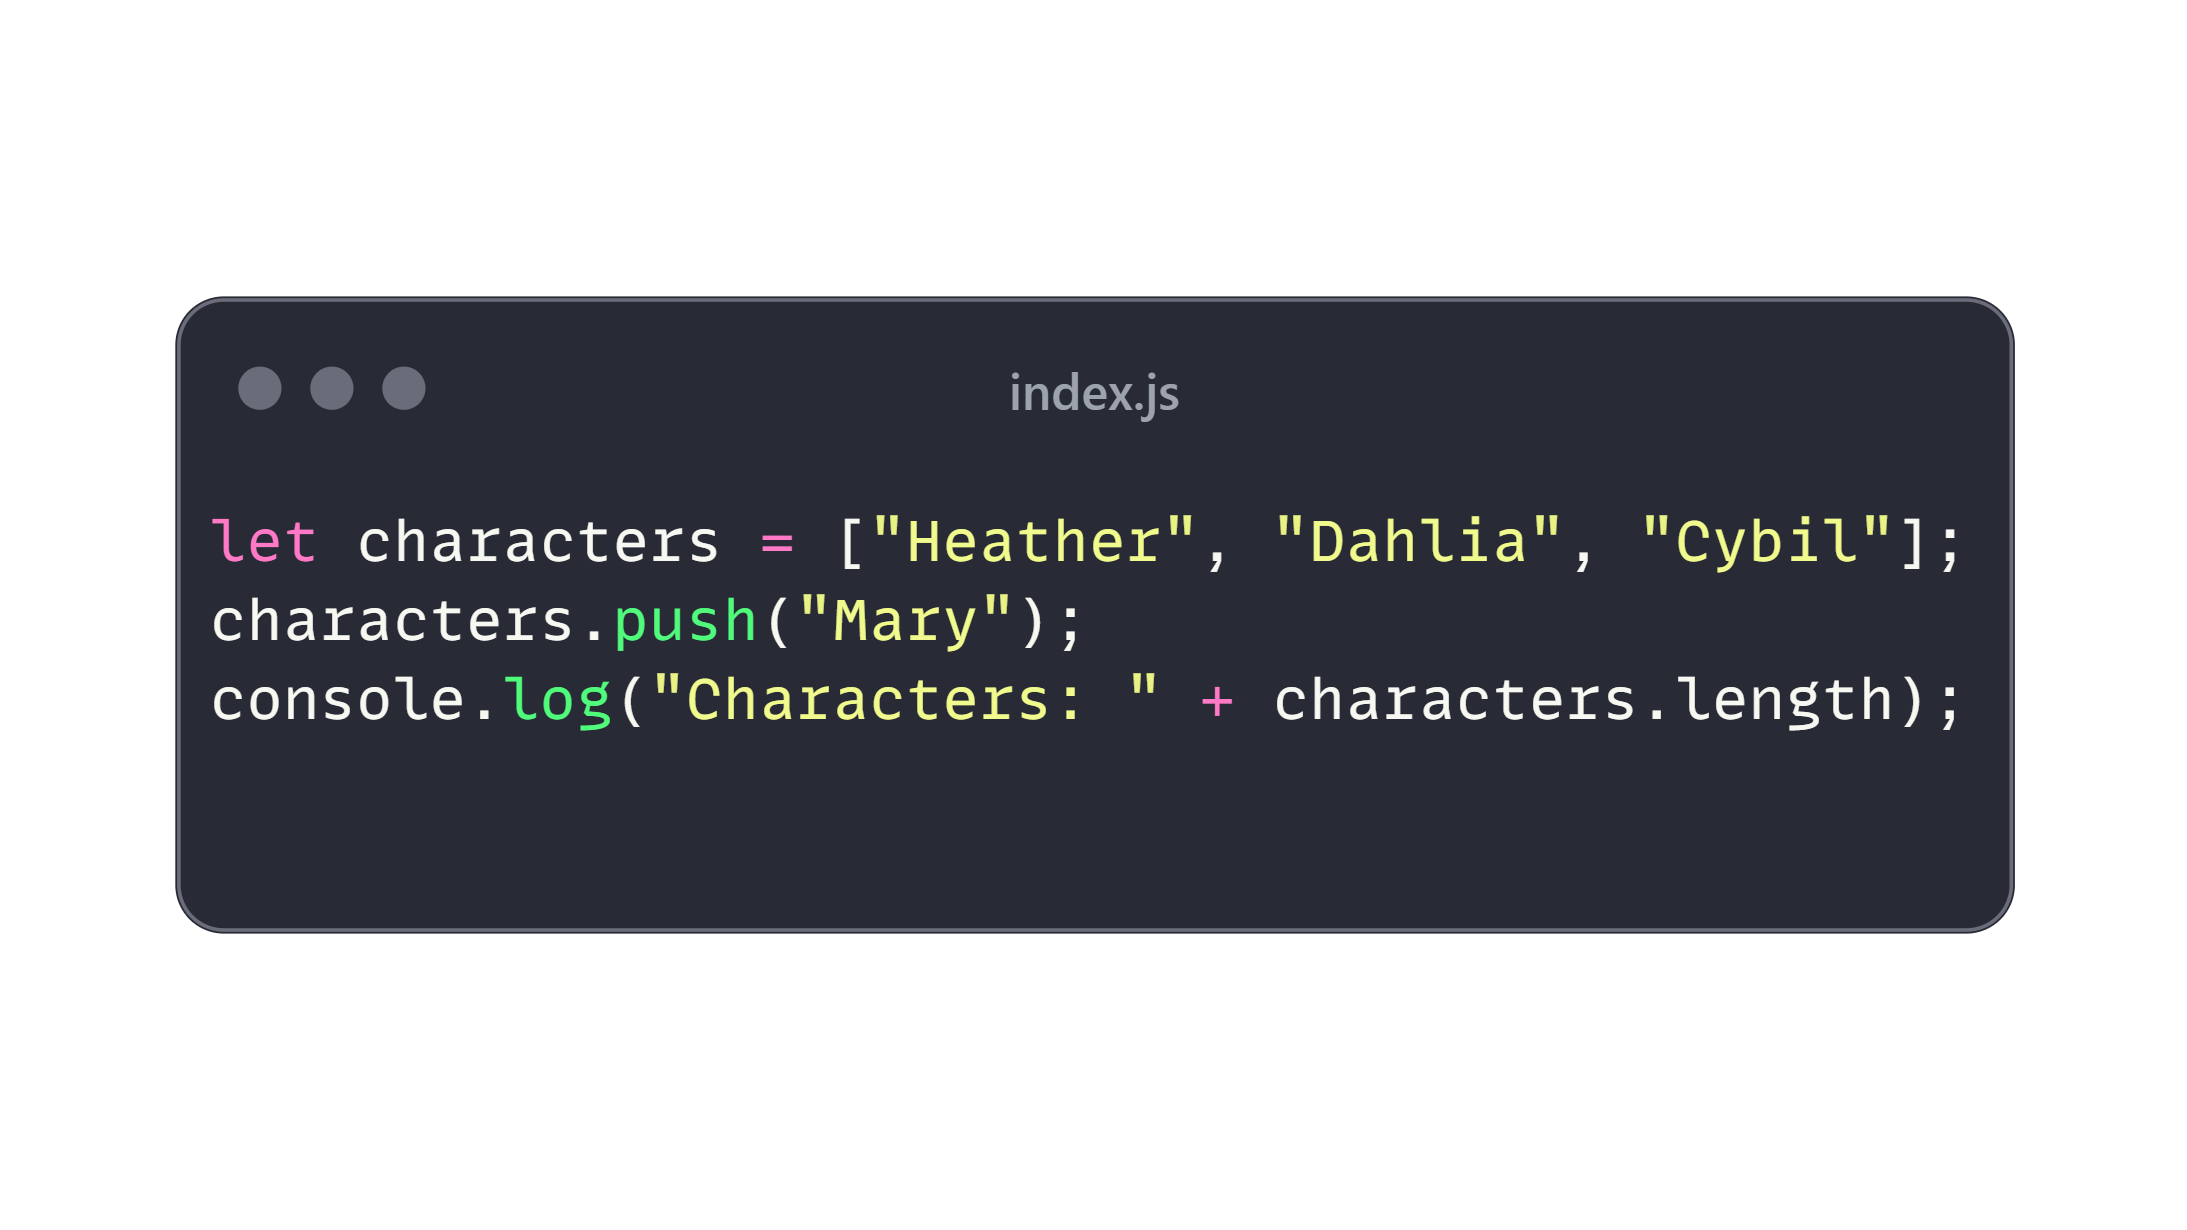 index.js
let characters = ["Heather", "Dahlia", "Cybil"];
characters.push("Mary");
console.log("Characters: " + characters.length);